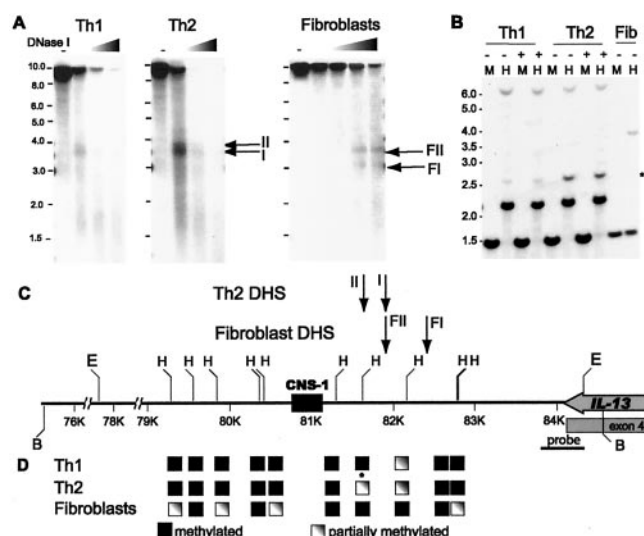 A
Th1
Th2
Fibroblasts
DNase I
-
-
-
10.0
5.0
4.0
3.0
2.0
1.5
II
I
FII
FI
B
Th1
Th2
Fib
- - + + - - + + - -
M H M H M H M H M H
6.0
5.0
4.0
3.5
3.0
2.5
2.0
1.5
C
Th2 DHS
II
I
Fibroblast DHS
FII
FI
E
H H H H H H H HH
E
CNS-1
IL-13
76K 78K 79K 80K 81K 82K 83K 84K
exon 4
B
probe
B
D
Th1
Th2
Fibroblasts
methylated
partially methylated